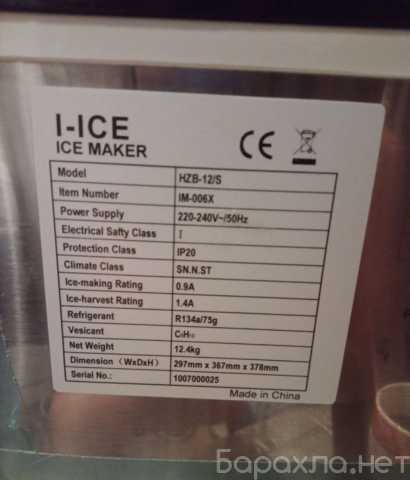 I-ICE
ICE MAKER
CE
Model HZB-12/S
Item Number IM-006X
Power Supply 220-240V~/50Hz
Electrical Safty Class I
Protection Class IP20
Climate Class SN.N.ST
Ice-making Rating 0.9A
Ice-harvest Rating 1.4A
Refrigerant R134a/75g
Vesicant C₅H₁₀
Net Weight 12.4kg
Dimension（WxDxH） 297mm x 367mm x 378mm
Serial No.: 1007000025
Made in China
Барахла.нет